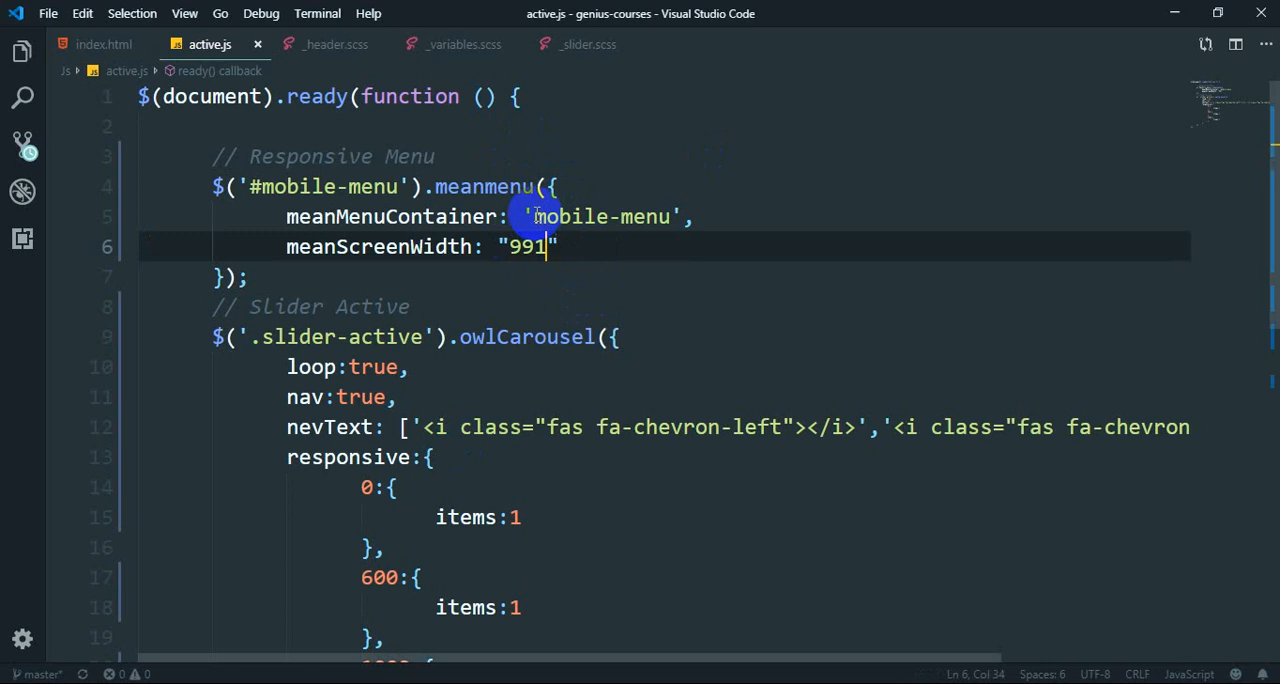 File Edit Selection View Go Debug Terminal Help active.js - genius-courses - Visual Studio Code
index.html JS active.js × _header.scss _variables.scss _slider.scss ...
Js JS active.js ready() callback
1 $(document).ready(function () {
2
3 // Responsive Menu
4 $('#mobile-menu').meanmenu({
5 meanMenuContainer: 'mobile-menu',
6 meanScreenWidth: "991"
7 });
8 // Slider Active
9 $('.slider-active').owlCarousel({
10 loop:true,
11 nav:true,
12 nevText: ['<i class="fas fa-chevron-left"></i>','<i class="fas fa-chevron
13 responsive:{
14 0:{
15 items:1
16 },
17 600:{
18 items:1
19 },
master* 0 0 Ln 6, Col 34 Spaces: 6 UTF-8 CRLF JavaScript